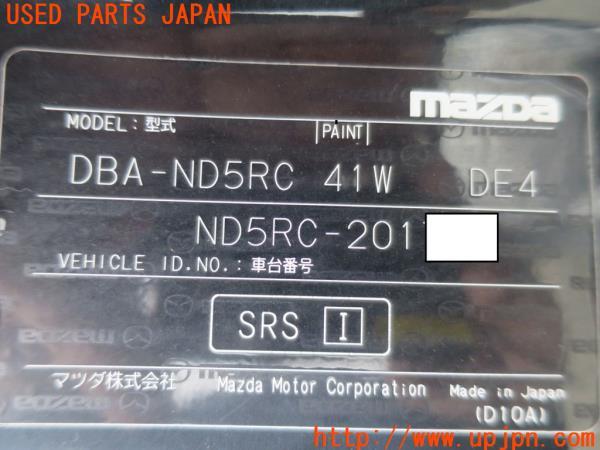 USED PARTS JAPAN
mazda
MODEL: 型式 PAINT
DBA-ND5RC 41W DE4
ND5RC-201
VEHICLE ID.NO.: 車台番号
SRS I
マツダ株式会社 Mazda Motor Corporation Made in Japan
(D10A)
http://www.upjpn.com